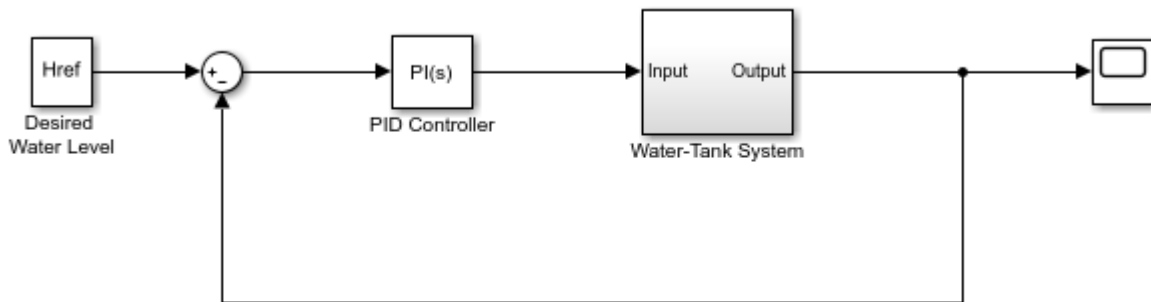 Href
Desired
Water Level
+
-
PI(s)
PID Controller
Input
Output
Water-Tank System